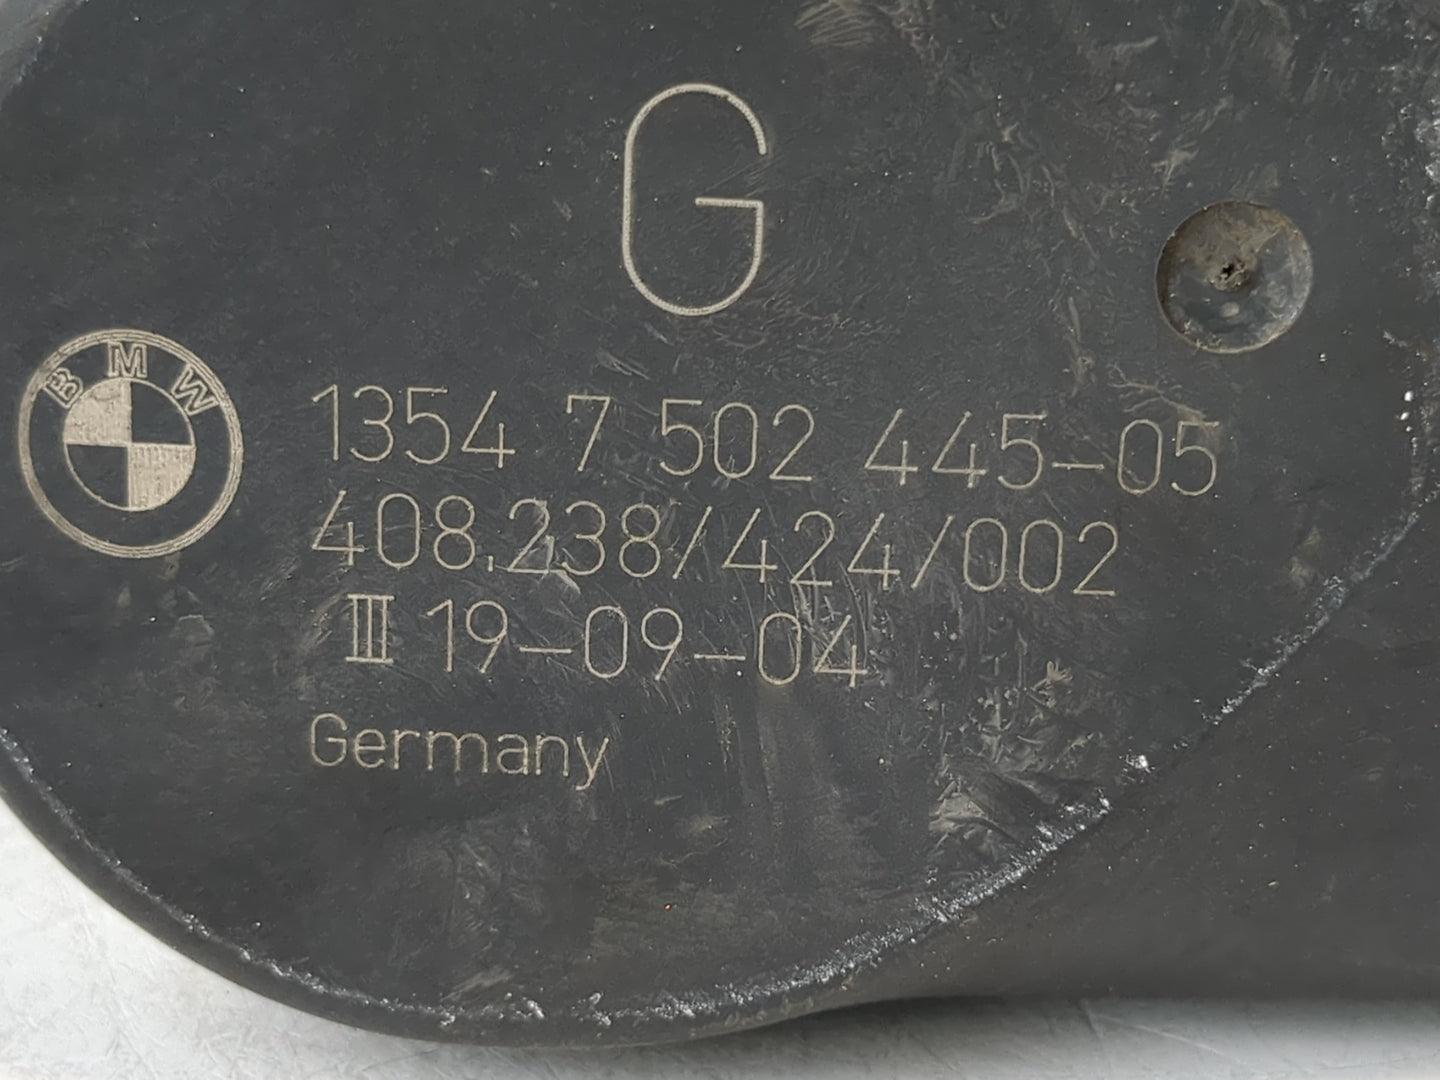 G
BMW
1354 7 502 445-05
408.238/424/002
III 19-09-04
Germany